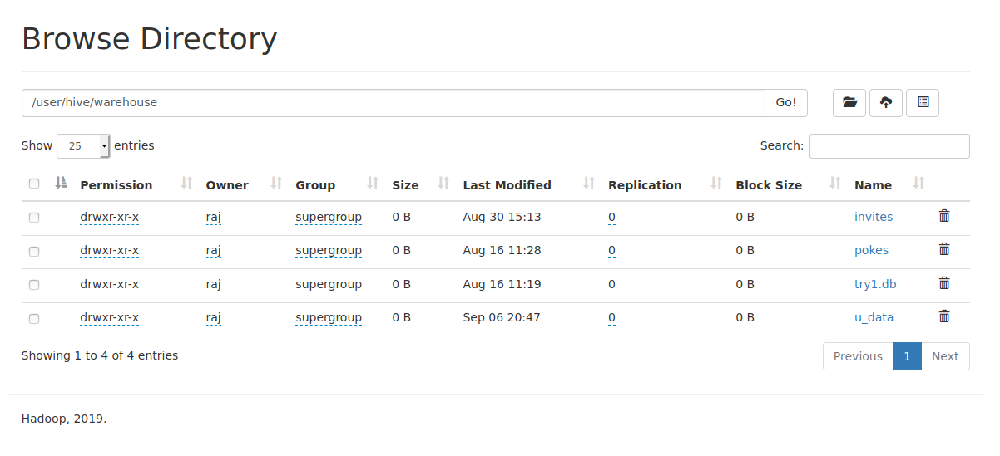 Browse Directory
/user/hive/warehouse Go!
Show 25 entries Search:
Permission Owner Group Size Last Modified Replication Block Size Name
drwxr-xr-x raj supergroup 0 B Aug 30 15:13 0 0 B invites
drwxr-xr-x raj supergroup 0 B Aug 16 11:28 0 0 B pokes
drwxr-xr-x raj supergroup 0 B Aug 16 11:19 0 0 B try1.db
drwxr-xr-x raj supergroup 0 B Sep 06 20:47 0 0 B u_data
Showing 1 to 4 of 4 entries Previous 1 Next
Hadoop, 2019.